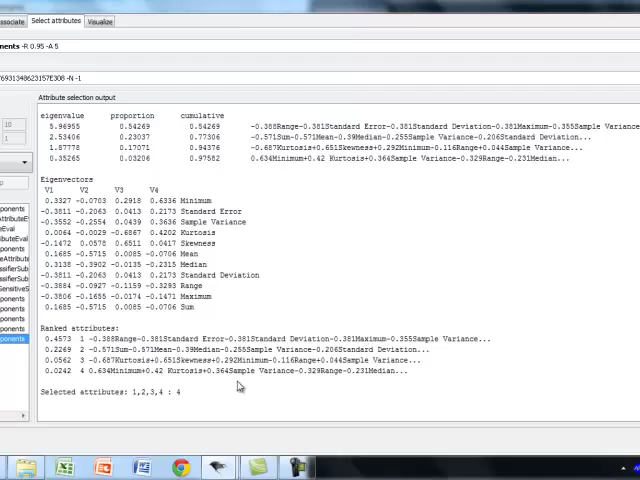 ssociate Select attributes Visualize
nents -R 0.95 -A 5
76931348623157E308 -N -1
Attribute selection output
10
1
eigenvalue proportion cumulative
5.96955 0.54269 0.54269 -0.388Range-0.381Standard Error-0.381Standard Deviation-0.381Maximum-0.355Sample Variance
2.53406 0.23037 0.77306 -0.571Sum-0.571Mean-0.39Median-0.255Sample Variance-0.206Standard Deviation...
1.87778 0.17071 0.94376 -0.687Kurtosis+0.651Skewness+0.292Minimum-0.116Range+0.044Sample Variance...
0.35265 0.03206 0.97582 0.634Minimum+0.42 Kurtosis+0.364Sample Variance-0.329Range-0.231Median...
Eigenvectors
V1 V2 V3 V4
0.3327 -0.0703 0.2918 0.6336 Minimum
-0.3811 -0.2063 0.0413 0.2173 Standard Error
-0.3552 -0.2554 0.0439 0.3636 Sample Variance
0.0064 -0.0029 -0.6867 0.4202 Kurtosis
-0.1472 0.0578 0.6511 0.0417 Skewness
0.1685 -0.5715 0.0085 -0.0706 Mean
0.3138 -0.3902 -0.0135 -0.2315 Median
-0.3811 -0.2063 0.0413 0.2173 Standard Deviation
-0.3884 -0.0927 -0.1159 -0.3293 Range
-0.3806 -0.1655 -0.0174 -0.1471 Maximum
0.1685 -0.5715 0.0085 -0.0706 Sum
Ranked attributes:
0.4573 1 -0.388Range-0.381Standard Error-0.381Standard Deviation-0.381Maximum-0.355Sample Variance...
0.2269 2 -0.571Sum-0.571Mean-0.39Median-0.255Sample Variance-0.206Standard Deviation...
0.0562 3 -0.687Kurtosis+0.651Skewness+0.292Minimum-0.116Range+0.044Sample Variance...
0.0242 4 0.634Minimum+0.42 Kurtosis+0.364Sample Variance-0.329Range-0.231Median...
Selected attributes: 1,2,3,4 : 4